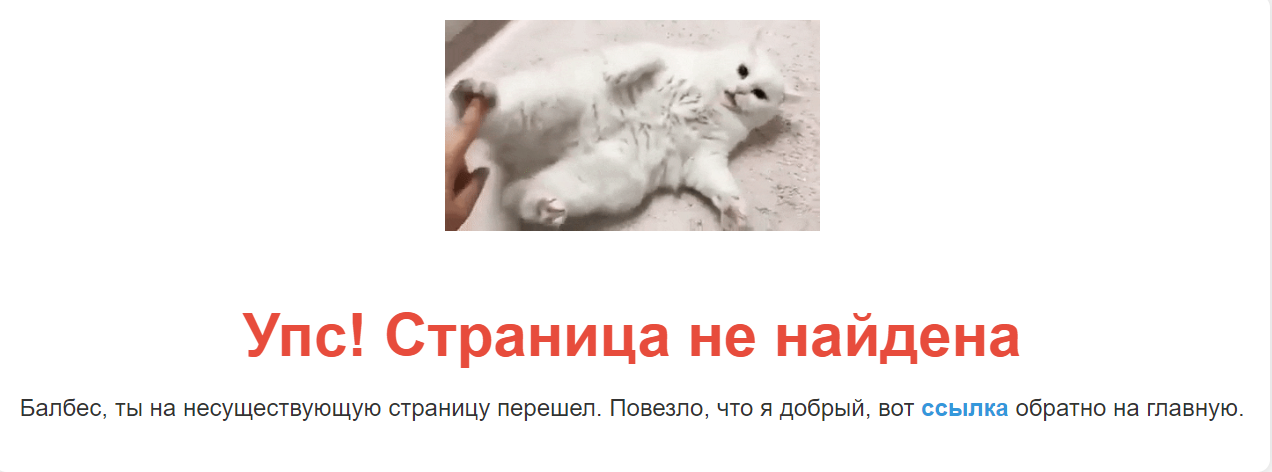 Упс! Страница не найдена
Балбес, ты на несуществующую страницу перешел. Повезло, что я добрый, вот ссылка обратно на главную.